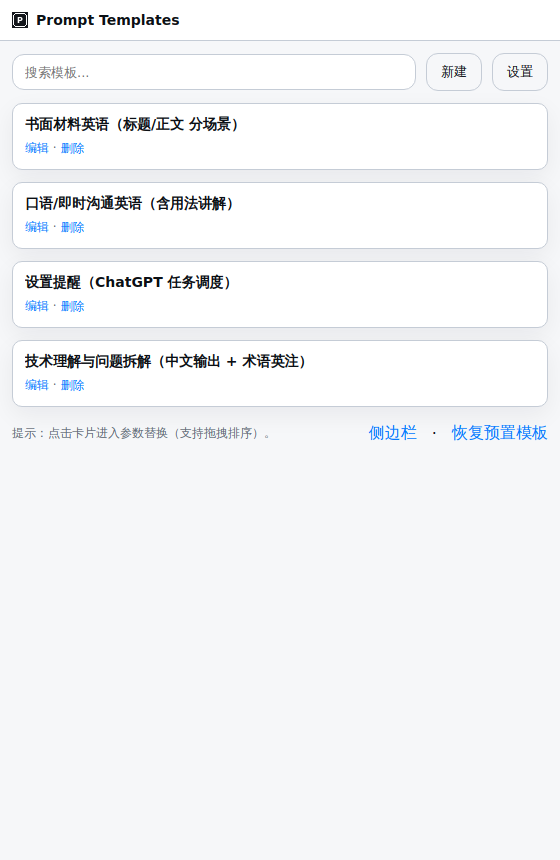 P Prompt Templates
搜索模板... 新建 设置
书面材料英语（标题/正文 分场景）
编辑 · 删除
口语/即时沟通英语（含用法讲解）
编辑 · 删除
设置提醒（ChatGPT 任务调度）
编辑 · 删除
技术理解与问题拆解（中文输出 + 术语英注）
编辑 · 删除
提示：点击卡片进入参数替换（支持拖拽排序）。 侧边栏 · 恢复预置模板